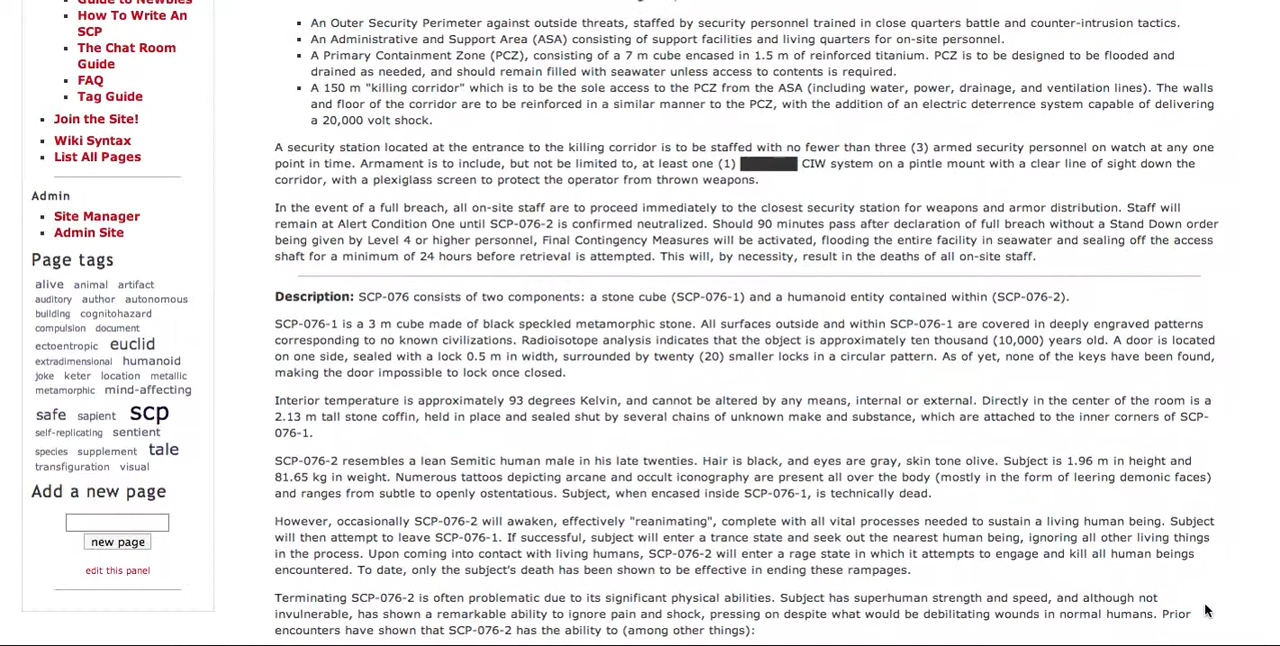 Guide to Newbies
How To Write An
SCP
The Chat Room
Guide
FAQ
Tag Guide
Join the Site!
Wiki Syntax
List All Pages
Admin
Site Manager
Admin Site
Page tags
alive animal artifact
auditory author autonomous
building cognitohazard
compulsion document
ectoentropic euclid
extradimensional humanoid
joke keter location metallic
metamorphic mind-affecting
safe sapient scp
self-replicating sentient
species supplement tale
transfiguration visual
Add a new page
new page
edit this panel
An Outer Security Perimeter against outside threats, staffed by security personnel trained in close quarters battle and counter-intrusion tactics.
An Administrative and Support Area (ASA) consisting of support facilities and living quarters for on-site personnel.
A Primary Containment Zone (PCZ), consisting of a 7 m cube encased in 1.5 m of reinforced titanium. PCZ is to be designed to be flooded and
drained as needed, and should remain filled with seawater unless access to contents is required.
A 150 m "killing corridor" which is to be the sole access to the PCZ from the ASA (including water, power, drainage, and ventilation lines). The walls
and floor of the corridor are to be reinforced in a similar manner to the PCZ, with the addition of an electric deterrence system capable of delivering
a 20,000 volt shock.
A security station located at the entrance to the killing corridor is to be staffed with no fewer than three (3) armed security personnel on watch at any one
point in time. Armament is to include, but not be limited to, at least one (1) CIW system on a pintle mount with a clear line of sight down the
corridor, with a plexiglass screen to protect the operator from thrown weapons.
In the event of a full breach, all on-site staff are to proceed immediately to the closest security station for weapons and armor distribution. Staff will
remain at Alert Condition One until SCP-076-2 is confirmed neutralized. Should 90 minutes pass after declaration of full breach without a Stand Down order
being given by Level 4 or higher personnel, Final Contingency Measures will be activated, flooding the entire facility in seawater and sealing off the access
shaft for a minimum of 24 hours before retrieval is attempted. This will, by necessity, result in the deaths of all on-site staff.
Description: SCP-076 consists of two components: a stone cube (SCP-076-1) and a humanoid entity contained within (SCP-076-2).
SCP-076-1 is a 3 m cube made of black speckled metamorphic stone. All surfaces outside and within SCP-076-1 are covered in deeply engraved patterns
corresponding to no known civilizations. Radioisotope analysis indicates that the object is approximately ten thousand (10,000) years old. A door is located
on one side, sealed with a lock 0.5 m in width, surrounded by twenty (20) smaller locks in a circular pattern. As of yet, none of the keys have been found,
making the door impossible to lock once closed.
Interior temperature is approximately 93 degrees Kelvin, and cannot be altered by any means, internal or external. Directly in the center of the room is a
2.13 m tall stone coffin, held in place and sealed shut by several chains of unknown make and substance, which are attached to the inner corners of SCP-
076-1.
SCP-076-2 resembles a lean Semitic human male in his late twenties. Hair is black, and eyes are gray, skin tone olive. Subject is 1.96 m in height and
81.65 kg in weight. Numerous tattoos depicting arcane and occult iconography are present all over the body (mostly in the form of leering demonic faces)
and ranges from subtle to openly ostentatious. Subject, when encased inside SCP-076-1, is technically dead.
However, occasionally SCP-076-2 will awaken, effectively "reanimating", complete with all vital processes needed to sustain a living human being. Subject
will then attempt to leave SCP-076-1. If successful, subject will enter a trance state and seek out the nearest human being, ignoring all other living things
in the process. Upon coming into contact with living humans, SCP-076-2 will enter a rage state in which it attempts to engage and kill all human beings
encountered. To date, only the subject's death has been shown to be effective in ending these rampages.
Terminating SCP-076-2 is often problematic due to its significant physical abilities. Subject has superhuman strength and speed, and although not
invulnerable, has shown a remarkable ability to ignore pain and shock, pressing on despite what would be debilitating wounds in normal humans. Prior
encounters have shown that SCP-076-2 has the ability to (among other things):